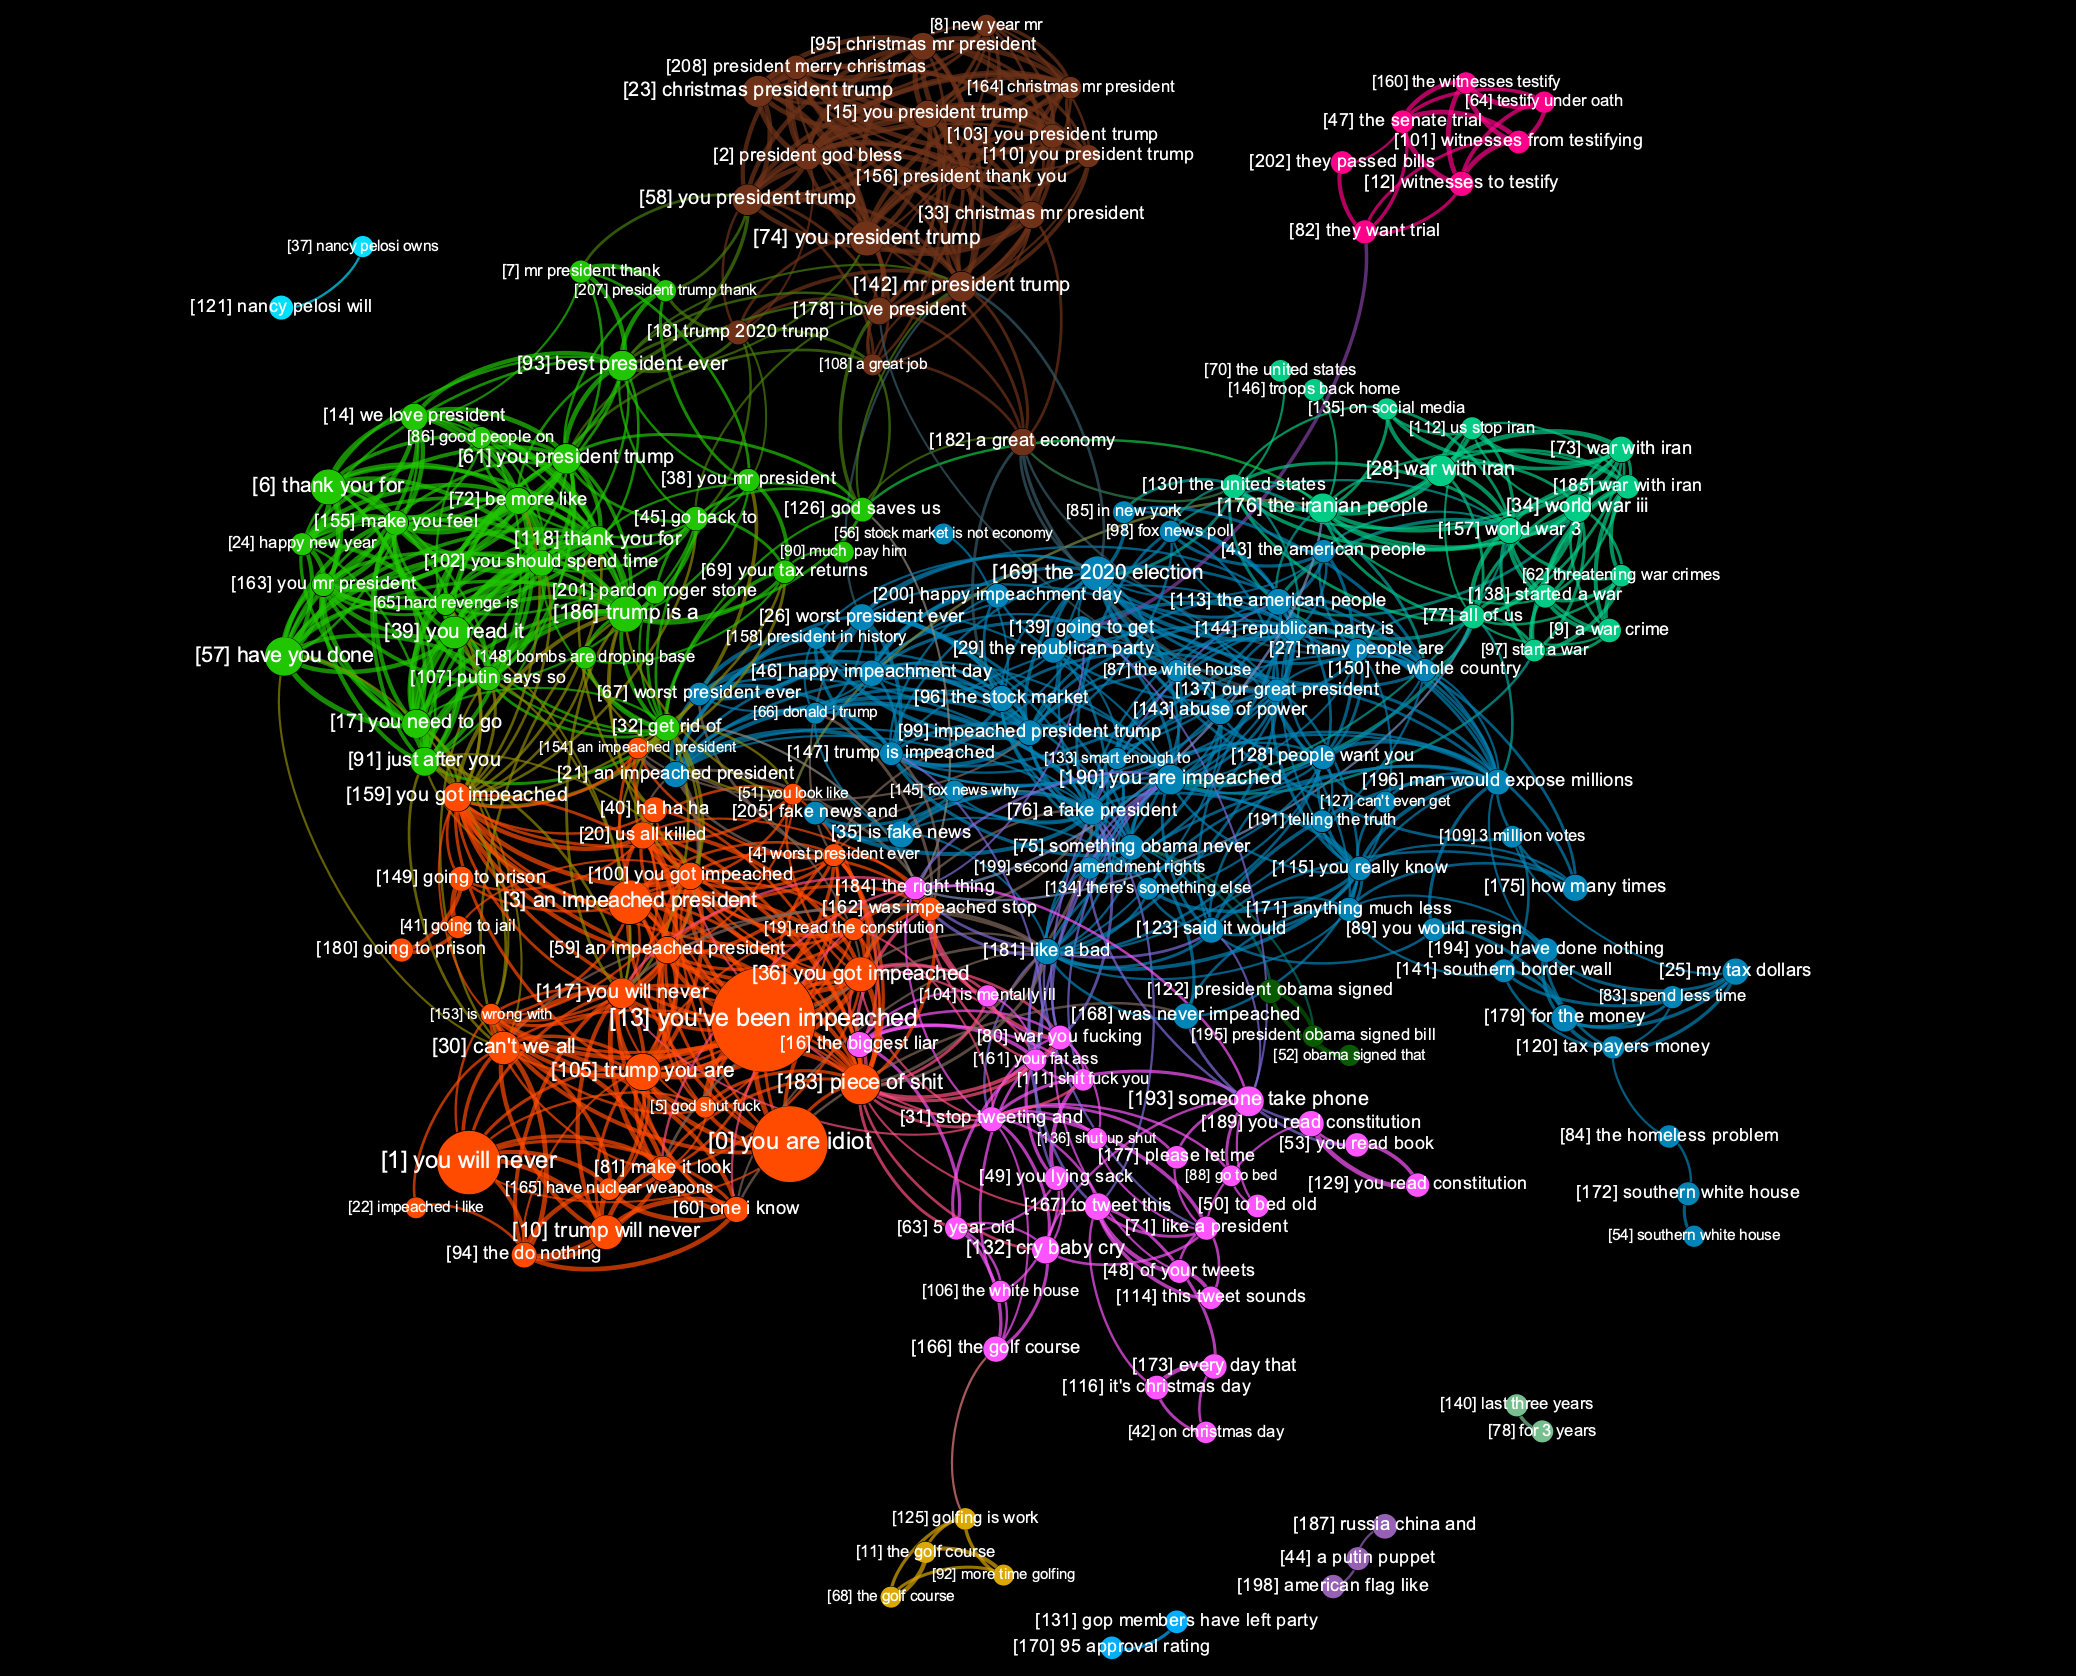 [8] new year mr
[95] christmas mr president
[208] president merry christmas
[23] christmas president trump
[164] christmas mr president
[15] you president trump
[103] you president trump
[2] president god bless
[110] you president trump
[156] president thank you
[58] you president trump
[33] christmas mr president
[74] you president trump
[142] mr president trump
[178] i love president
[18] trump 2020 trump
[108] a great job
[182] a great economy
[160] the witnesses testify
[64] testify under oath
[47] the senate trial
[101] witnesses from testifying
[202] they passed bills
[12] witnesses to testify
[82] they want trial
[37] nancy pelosi owns
[121] nancy pelosi will
[7] mr president thank
[207] president trump thank
[93] best president ever
[14] we love president
[86] good people on
[61] you president trump
[6] thank you for
[72] be more like
[38] you mr president
[155] make you feel
[45] go back to
[126] god saves us
[24] happy new year
[118] thank you for
[56] stock market is not economy
[90] much pay him
[102] you should spend time
[69] your tax returns
[163] you mr president
[201] pardon roger stone
[65] hard revenge is
[186] trump is a
[39] you read it
[57] have you done
[148] bombs are droping base
[107] putin says so
[17] you need to go
[32] get rid of
[91] just after you
[70] the united states
[146] troops back home
[135] on social media
[112] us stop iran
[73] war with iran
[28] war with iran
[130] the united states
[185] war with iran
[176] the iranian people
[34] world war iii
[157] world war 3
[62] threatening war crimes
[138] started a war
[77] all of us
[9] a war crime
[97] start a war
[85] in new york
[98] fox news poll
[43] the american people
[169] the 2020 election
[200] happy impeachment day
[113] the american people
[26] worst president ever
[139] going to get
[144] republican party is
[158] president in history
[29] the republican party
[27] many people are
[46] happy impeachment day
[87] the white house
[150] the whole country
[67] worst president ever
[96] the stock market
[137] our great president
[66] donald j trump
[143] abuse of power
[99] impeached president trump
[147] trump is impeached
[133] smart enough to
[128] people want you
[21] an impeached president
[190] you are impeached
[196] man would expose millions
[145] fox news why
[127] can't even get
[205] fake news and
[76] a fake president
[191] telling the truth
[35] is fake news
[109] 3 million votes
[75] something obama never
[199] second amendment rights
[115] you really know
[134] there's something else
[175] how many times
[171] anything much less
[123] said it would
[89] you would resign
[181] like a bad
[194] you have done nothing
[141] southern border wall
[25] my tax dollars
[83] spend less time
[168] was never impeached
[179] for the money
[120] tax payers money
[84] the homeless problem
[172] southern white house
[54] southern white house
[122] president obama signed
[195] president obama signed bill
[52] obama signed that
[154] an impeached president
[159] you got impeached
[51] you look like
[40] ha ha ha
[20] us all killed
[4] worst president ever
[149] going to prison
[100] you got impeached
[3] an impeached president
[162] was impeached stop
[41] going to jail
[19] read the constitution
[180] going to prison
[59] an impeached president
[36] you got impeached
[117] you will never
[153] is wrong with
[13] you've been impeached
[30] can't we all
[105] trump you are
[183] piece of shit
[5] god shut fuck
[0] you are idiot
[1] you will never
[81] make it look
[165] have nuclear weapons
[22] impeached i like
[60] one i know
[10] trump will never
[94] the do nothing
[184] the right thing
[104] is mentally ill
[16] the biggest liar
[80] war you fucking
[161] your fat ass
[111] shit fuck you
[193] someone take phone
[31] stop tweeting and
[189] you read constitution
[136] shut up shut
[53] you read book
[177] please let me
[49] you lying sack
[88] go to bed
[129] you read constitution
[167] to tweet this
[50] to bed old
[63] 5 year old
[71] like a president
[132] cry baby cry
[48] of your tweets
[106] the white house
[114] this tweet sounds
[166] the golf course
[173] every day that
[116] it's christmas day
[42] on christmas day
[140] last three years
[78] for 3 years
[125] golfing is work
[11] the golf course
[92] more time golfing
[68] the golf course
[187] russia china and
[44] a putin puppet
[198] american flag like
[131] gop members have left party
[170] 95 approval rating